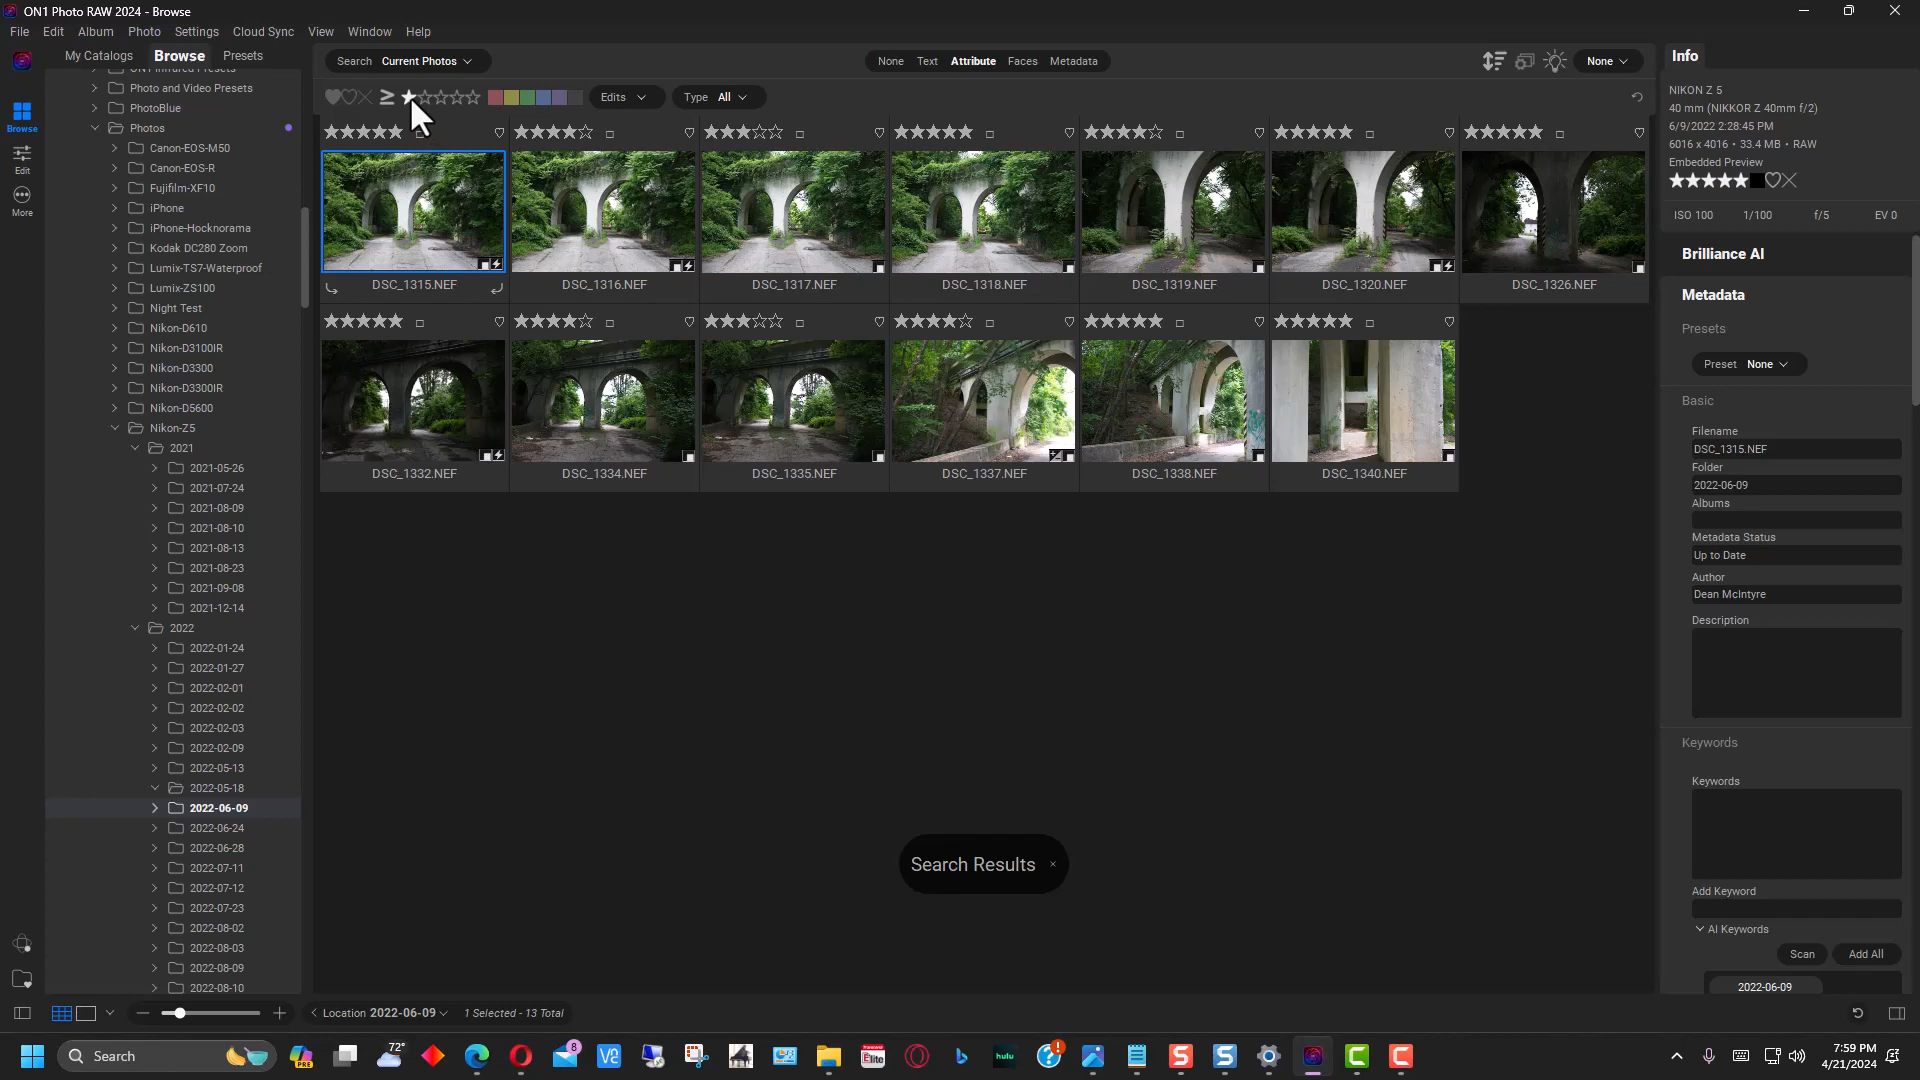 ON1 Photo RAW 2024 - Browse
File Edit Album Photo Settings Cloud Sync View Window Help
My Catalogs Browse Presets
Search Current Photos
None Text Attribute Faces Metadata
None
Edits
Type All
Browse
Edit
More
ON1 Infrared Presets
Photo and Video Presets
PhotoBlue
Photos
Canon-EOS-M50
Canon-EOS-R
Fujifilm-XF10
iPhone
iPhone-Hocknorama
Kodak DC280 Zoom
Lumix-TS7-Waterproof
Lumix-ZS100
Night Test
Nikon-D610
Nikon-D3100IR
Nikon-D3300
Nikon-D3300IR
Nikon-D5600
Nikon-Z5
2021
2021-05-26
2021-07-24
2021-08-09
2021-08-10
2021-08-13
2021-08-23
2021-09-08
2021-12-14
2022
2022-01-24
2022-01-27
2022-02-01
2022-02-02
2022-02-03
2022-02-09
2022-05-13
2022-05-18
2022-06-09
2022-06-24
2022-06-28
2022-07-11
2022-07-12
2022-07-23
2022-08-02
2022-08-03
2022-08-09
2022-08-10
DSC_1315.NEF DSC_1316.NEF DSC_1317.NEF DSC_1318.NEF DSC_1319.NEF DSC_1320.NEF DSC_1326.NEF
DSC_1332.NEF DSC_1334.NEF DSC_1335.NEF DSC_1337.NEF DSC_1338.NEF DSC_1340.NEF
Search Results ×
Location 2022-06-09 1 Selected - 13 Total
Info
NIKON Z 5
40 mm (NIKKOR Z 40mm f/2)
6/9/2022 2:28:45 PM
6016 x 4016 • 33.4 MB • RAW
Embedded Preview
ISO 100 1/100 f/5 EV 0
Brilliance AI
Metadata
Presets
Preset None
Basic
Filename
DSC_1315.NEF
Folder
2022-06-09
Albums
Metadata Status
Up to Date
Author
Dean McIntyre
Description
Keywords
Keywords
Add Keyword
AI Keywords
Scan Add All
2022-06-09
Search
PRE
72°
8
hulu
Elite
7:59 PM
4/21/2024